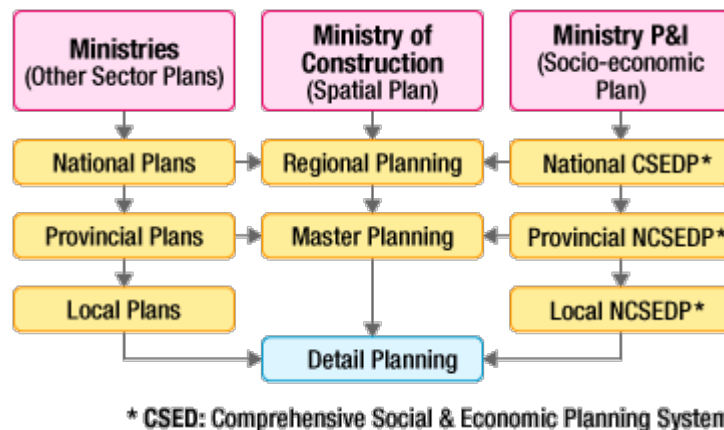 Ministries
(Other Sector Plans)
Ministry of
Construction
(Spatial Plan)
Ministry P&I
(Socio-economic
Plan)
National Plans
Regional Planning
National CSEDP*
Provincial Plans
Master Planning
Provincial NCSEDP*
Local Plans
Local NCSEDP*
Detail Planning
* CSED: Comprehensive Social & Economic Planning System